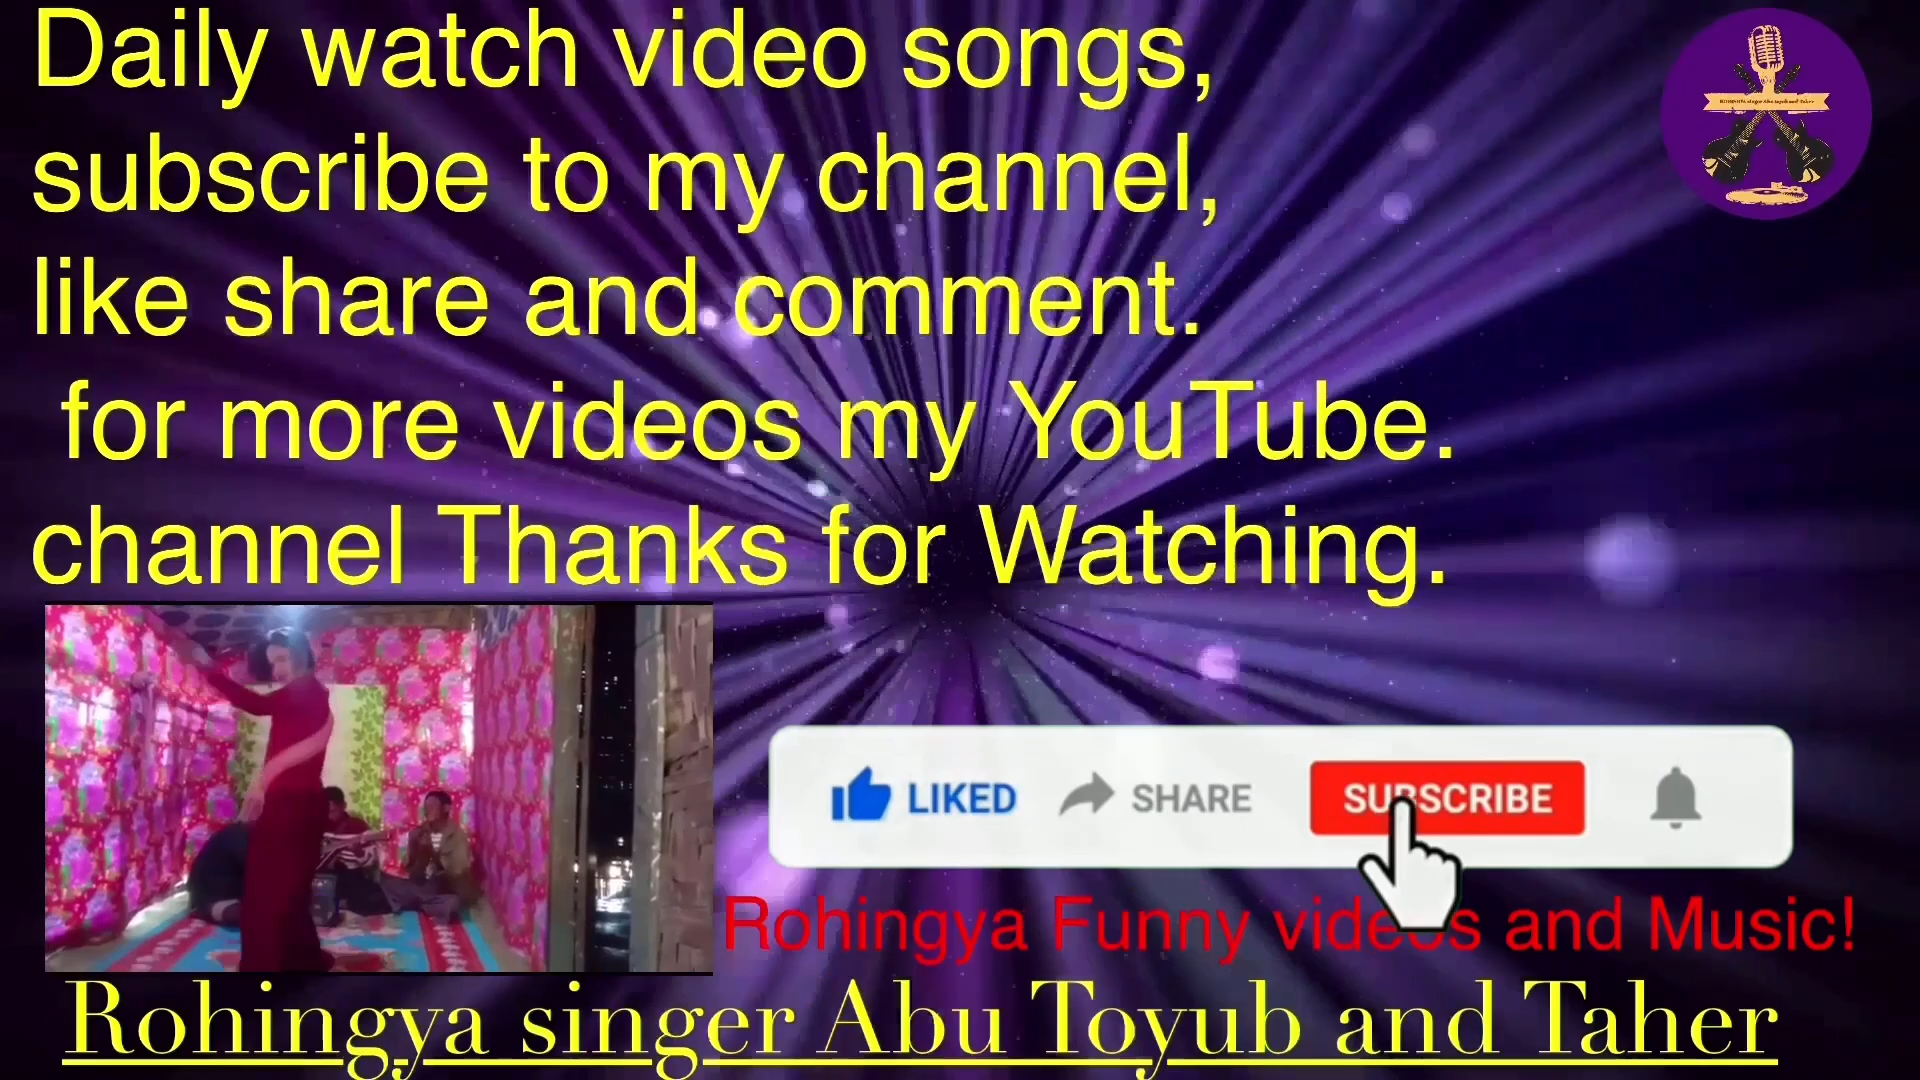 Daily watch video songs,
subscribe to my channel,
like share and comment.
for more videos my YouTube.
channel Thanks for Watching.
LIKED SHARE SUBSCRIBE
Rohingya Funny videos and Music!
Rohingya singer Abu Toyub and Taher